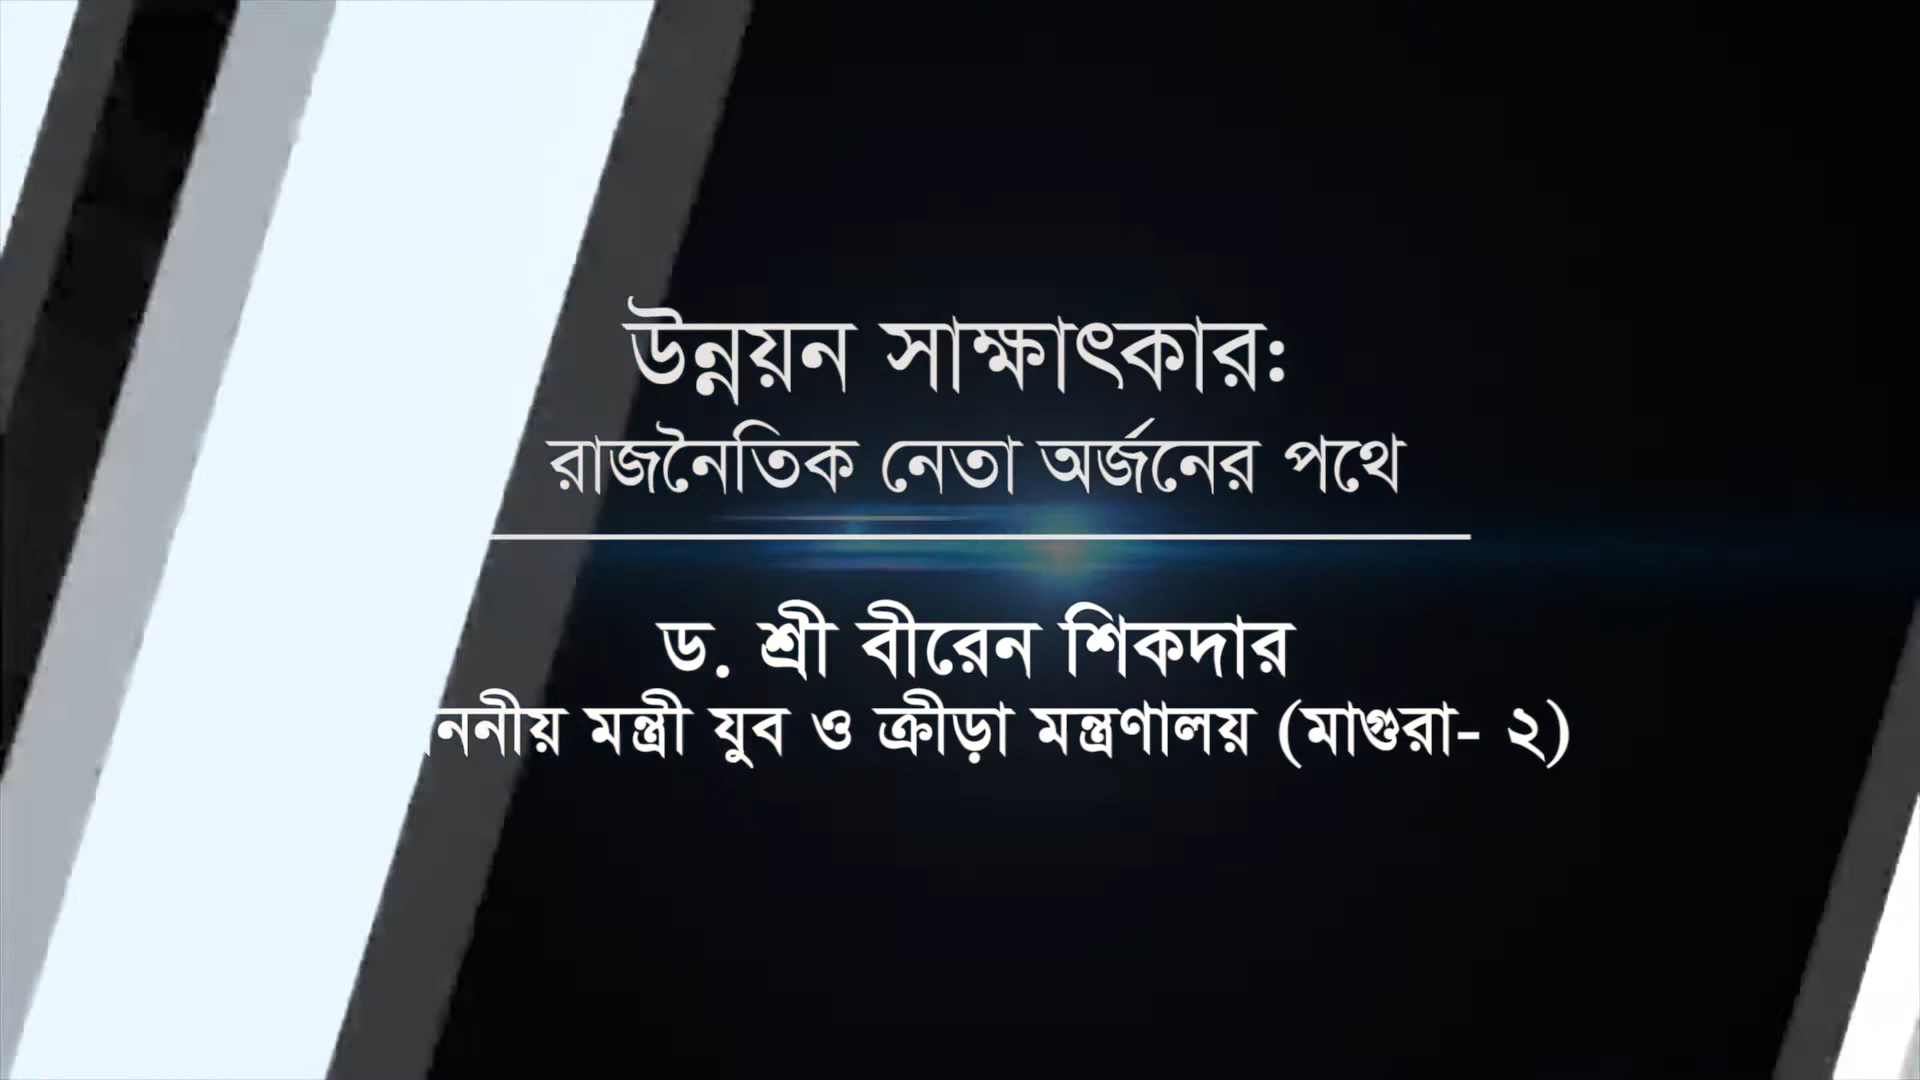 উন্নয়ন সাক্ষাৎকারঃ
রাজনৈতিক নেতা অর্জনের পথে
ড. শ্রী বীরেন শিকদার
মন্ত্রী যুব ও ক্রীড়া মন্ত্রণালয় (মাগুরা- ২)